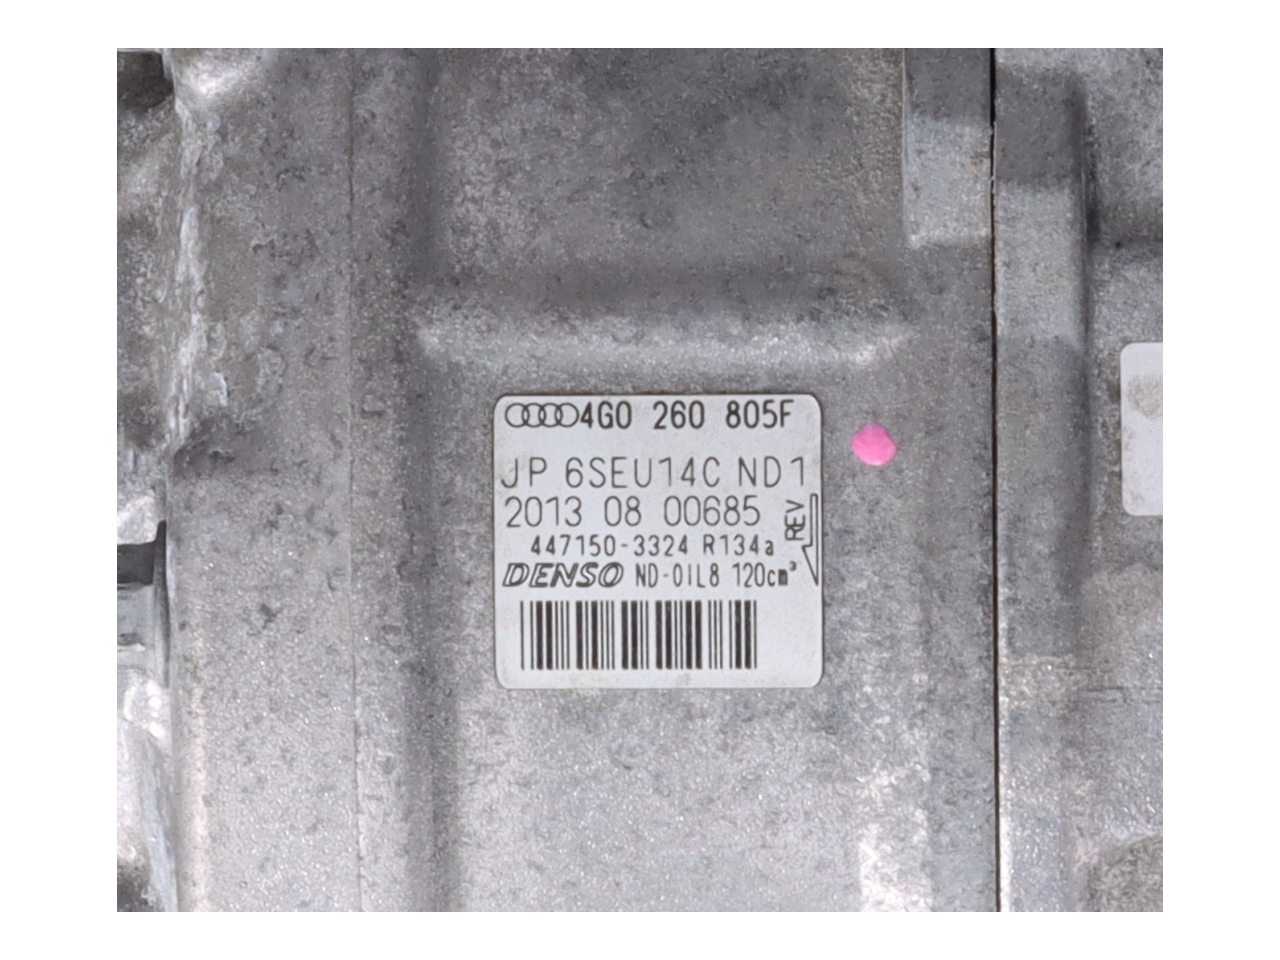 4G0 260 805F
JP 6SEU14C ND1
2013 08 00685
REV
447150-3324 R134a
DENSO ND-OIL8 120cm³